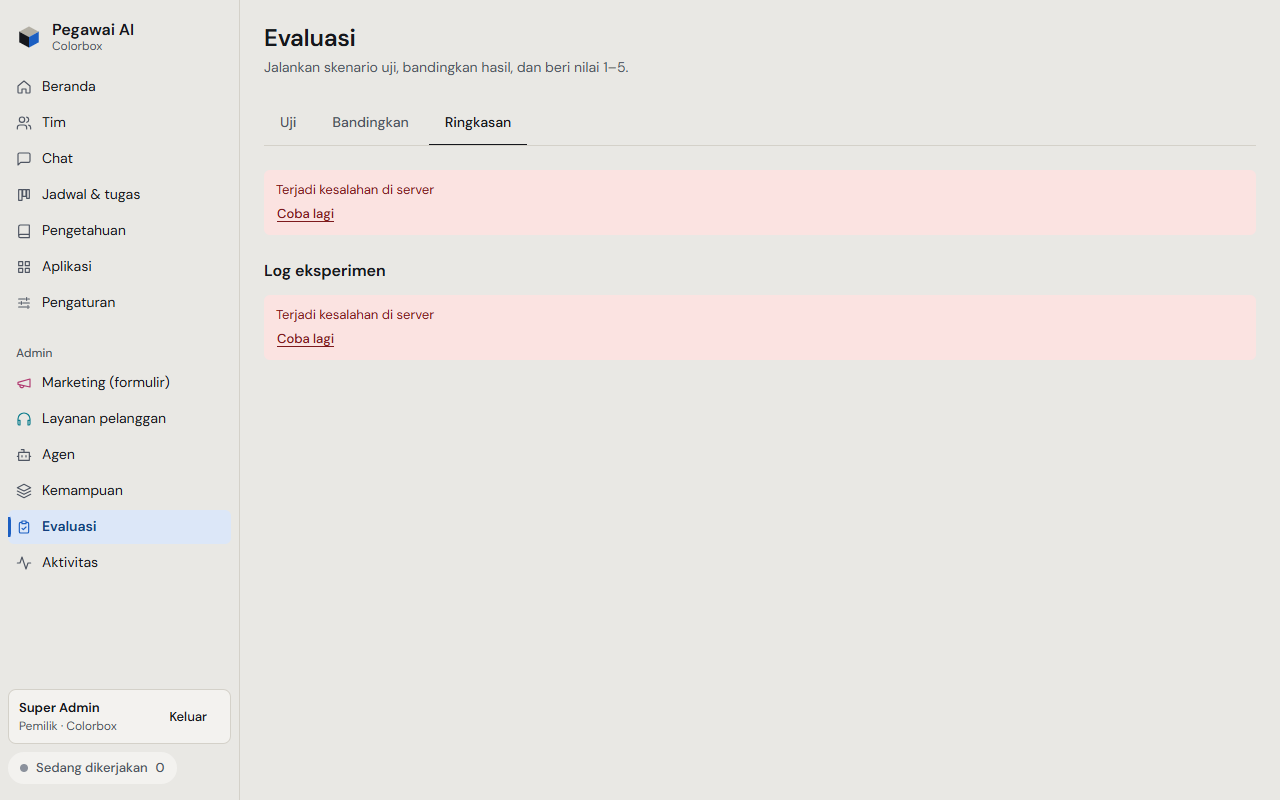 Pegawai AI
Colorbox
Beranda
Tim
Chat
Jadwal & tugas
Pengetahuan
Aplikasi
Pengaturan
Admin
Marketing (formulir)
Layanan pelanggan
Agen
Kemampuan
Evaluasi
Aktivitas
Super Admin
Pemilik · Colorbox
Keluar
Sedang dikerjakan 0
Evaluasi
Jalankan skenario uji, bandingkan hasil, dan beri nilai 1–5.
Uji Bandingkan Ringkasan
Terjadi kesalahan di server
Coba lagi
Log eksperimen
Terjadi kesalahan di server
Coba lagi